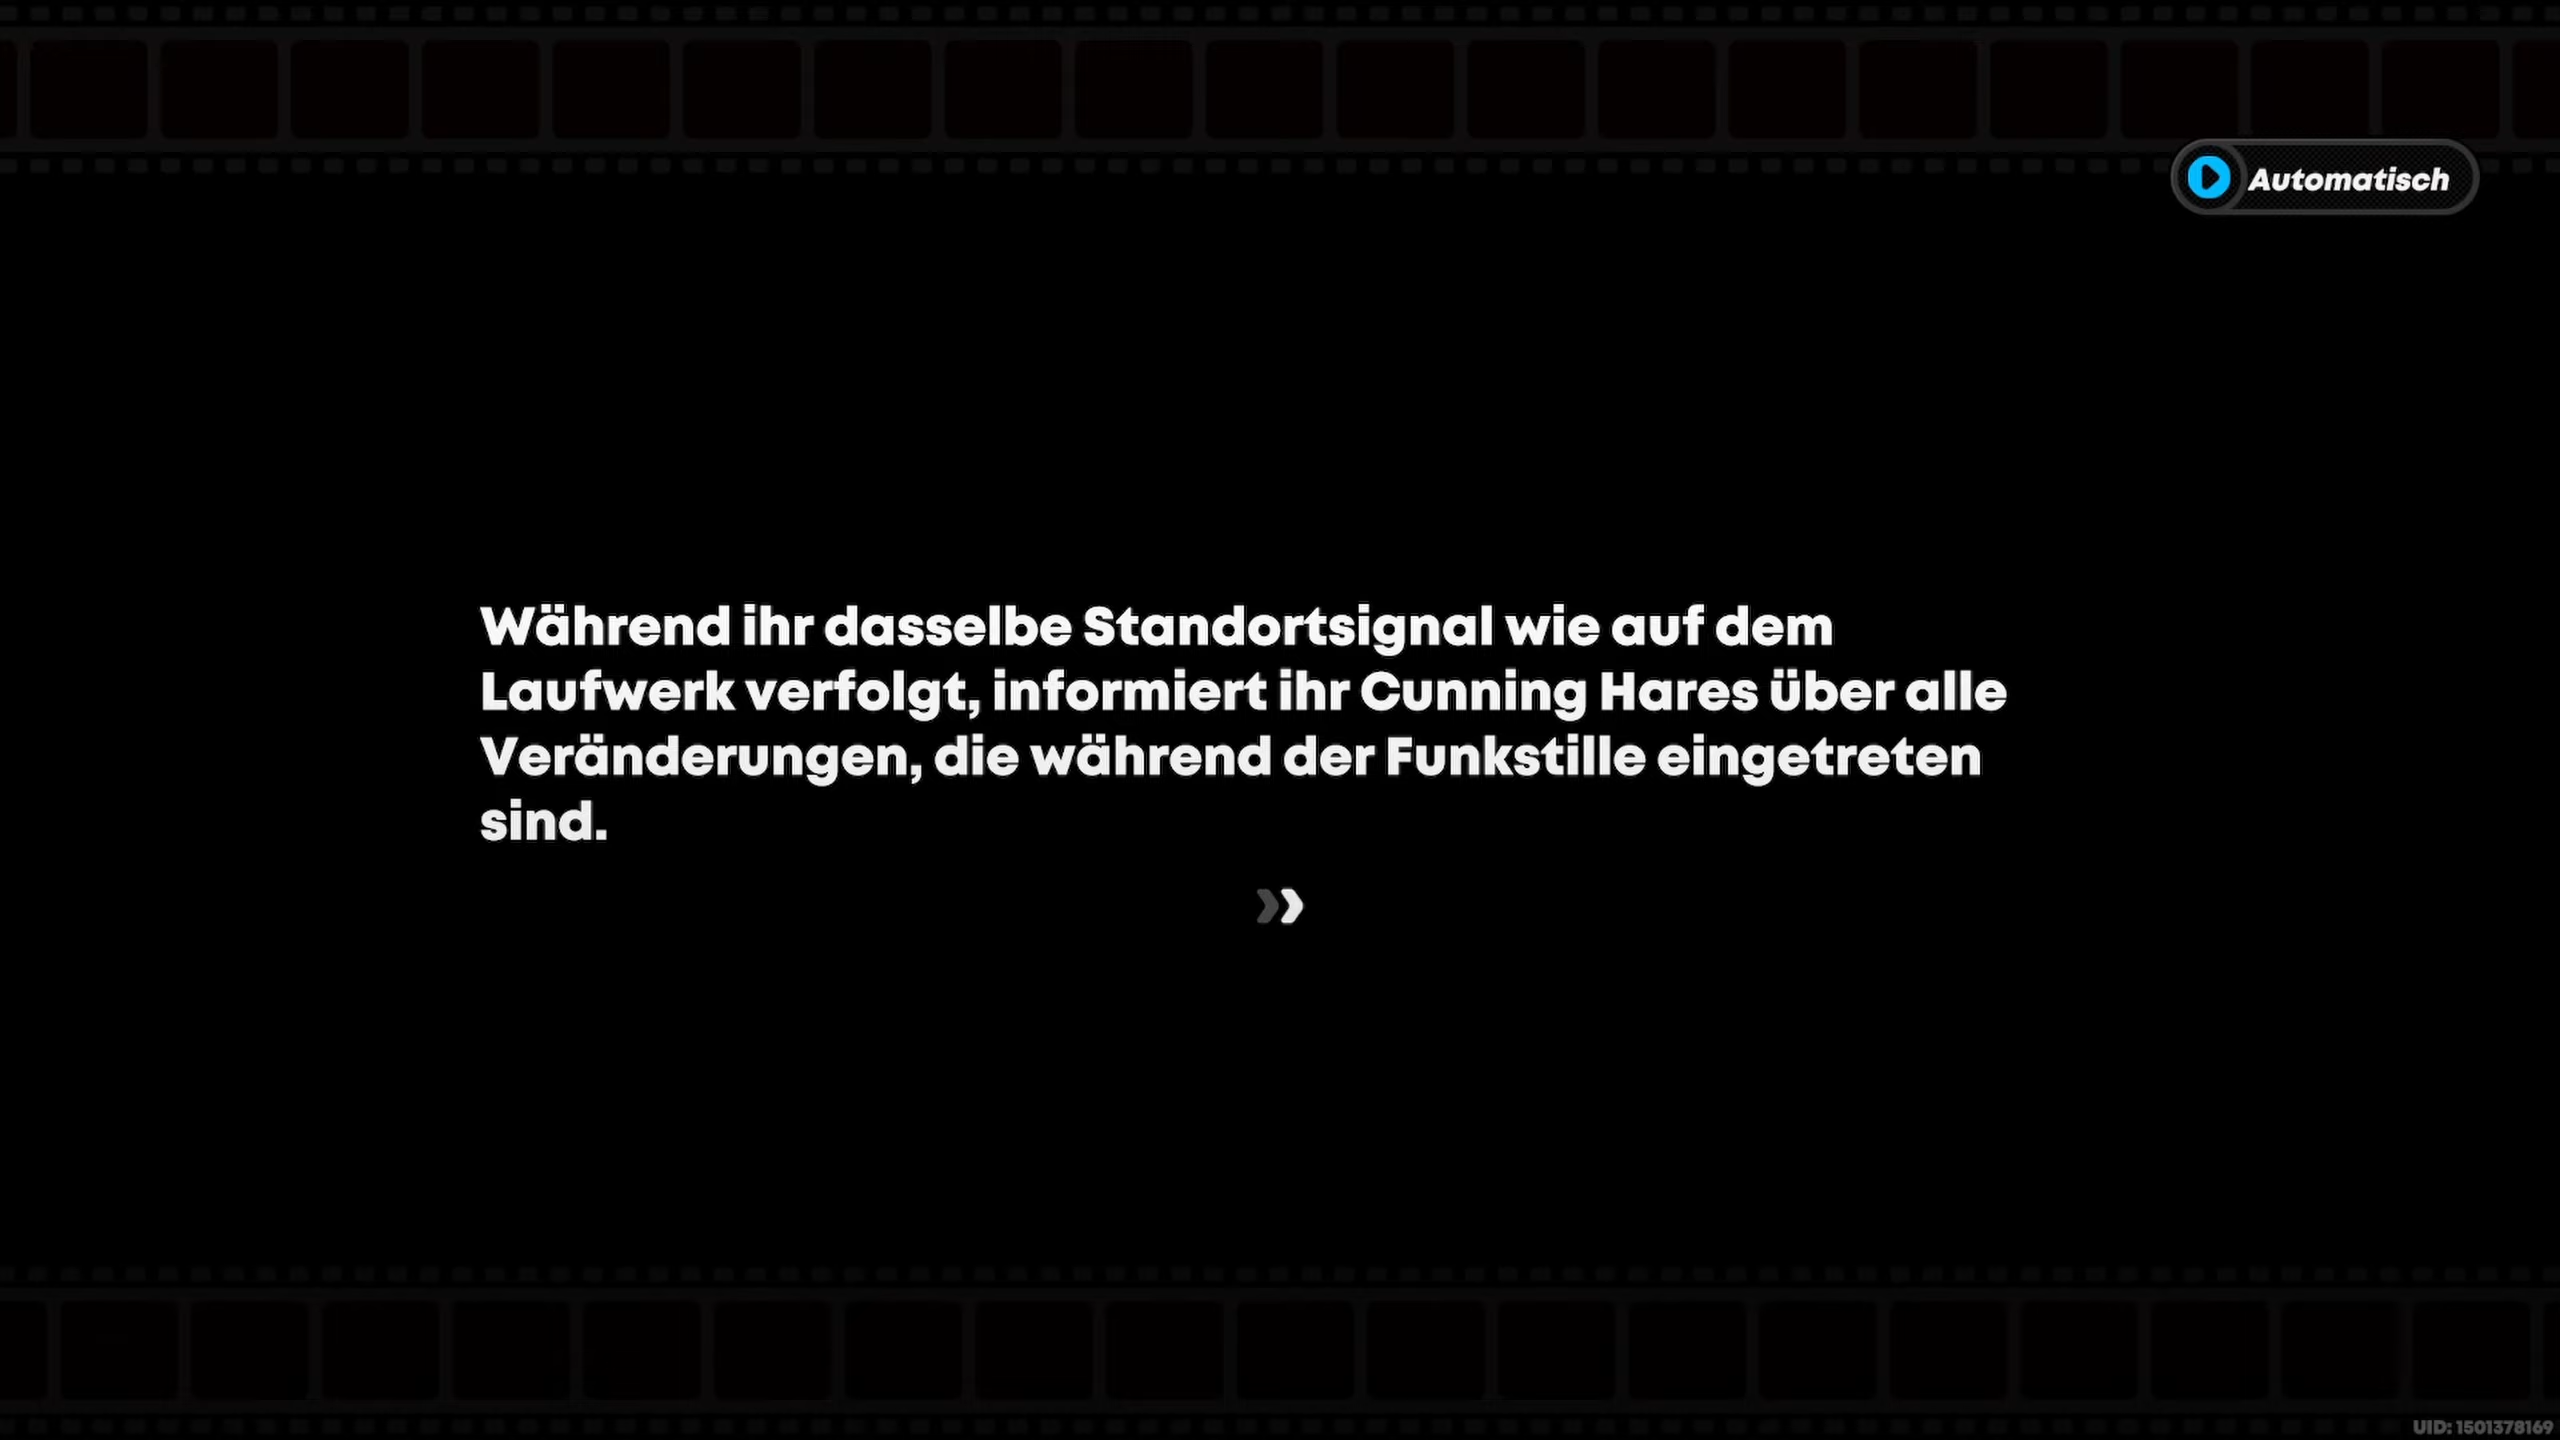 Automatisch
Während ihr dasselbe Standortsignal wie auf dem
Laufwerk verfolgt, informiert ihr Cunning Hares über alle
Veränderungen, die während der Funkstille eingetreten
sind.
UID: 1501378169